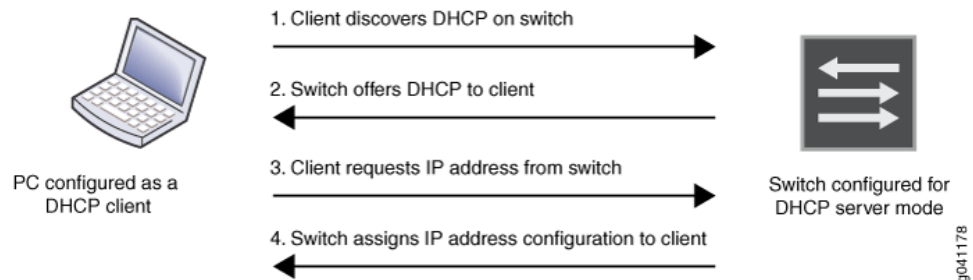 1. Client discovers DHCP on switch
2. Switch offers DHCP to client
3. Client requests IP address from switch
4. Switch assigns IP address configuration to client
PC configured as a
DHCP client
Switch configured for
DHCP server mode
g041178